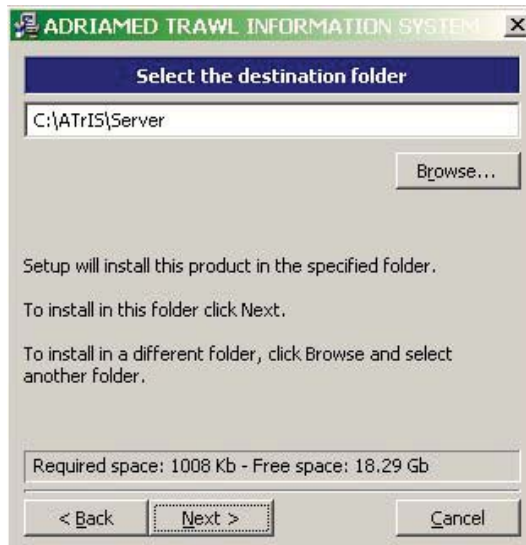 ADRIAMED TRAWL INFORMATION SYSTEM
Select the destination folder
C:\ATrIS\Server
Browse...
Setup will install this product in the specified folder.
To install in this folder click Next.
To install in a different folder, click Browse and select
another folder.
Required space: 1008 Kb - Free space: 18.29 Gb
< Back Next > Cancel